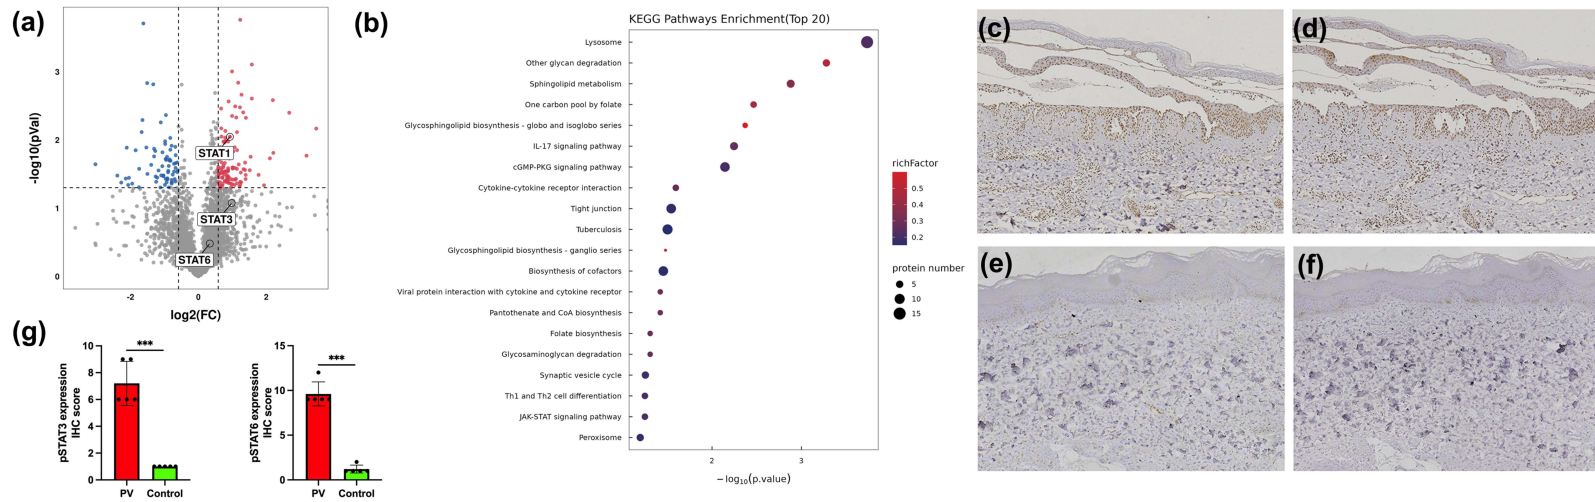 (a)
-log10(pVal)
3
2
1
0
STAT1
STAT3
STAT6
-2
0
2
log2(FC)
(b)
KEGG Pathways Enrichment(Top 20)
Lysosome
Other glycan degradation
Sphingolipid metabolism
One carbon pool by folate
Glycosphingolipid biosynthesis - globo and isoglobo series
IL-17 signaling pathway
cGMP-PKG signaling pathway
Cytokine-cytokine receptor interaction
Tight junction
Tuberculosis
Glycosphingolipid biosynthesis - ganglio series
Biosynthesis of cofactors
Viral protein interaction with cytokine and cytokine receptor
Pantothenate and CoA biosynthesis
Folate biosynthesis
Glycosaminoglycan degradation
Synaptic vesicle cycle
Th1 and Th2 cell differentiation
JAK-STAT signaling pathway
Peroxisome
2
3
−log10(p.value)
richFactor
0.5
0.4
0.3
0.2
protein number
5
10
15
(c)
(d)
(e)
(f)
(g)
pSTAT3 expression
IHC score
10
8
6
4
2
0
***
PV
Control
pSTAT6 expression
IHC score
15
10
5
0
***
PV
Control